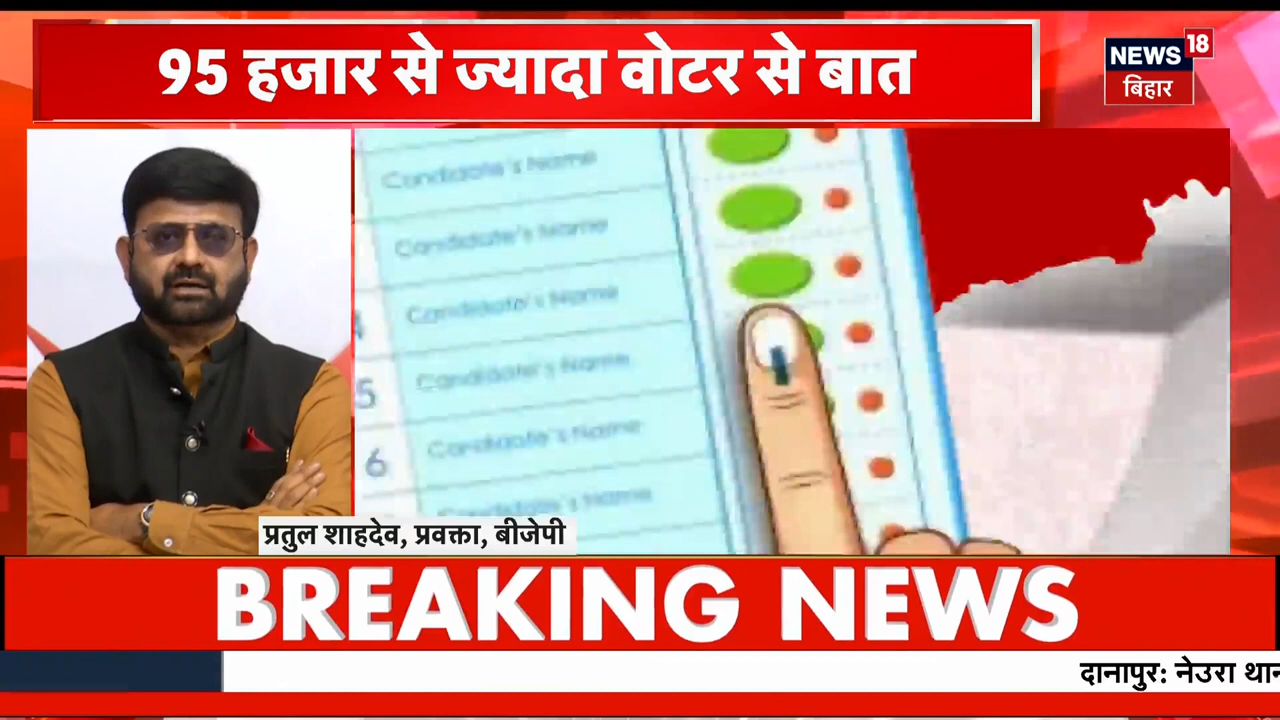 95 हजार से ज्यादा वोटर से बात
NEWS 18
बिहार
Candidate's Name
Candidate's Name
Candidate's Name
5 Candidate's Name
6 Candidate's Name
Candidate's Name
प्रतुल शाहदेव, प्रवक्ता, बीजेपी
BREAKING NEWS
दानापुर: नेउरा